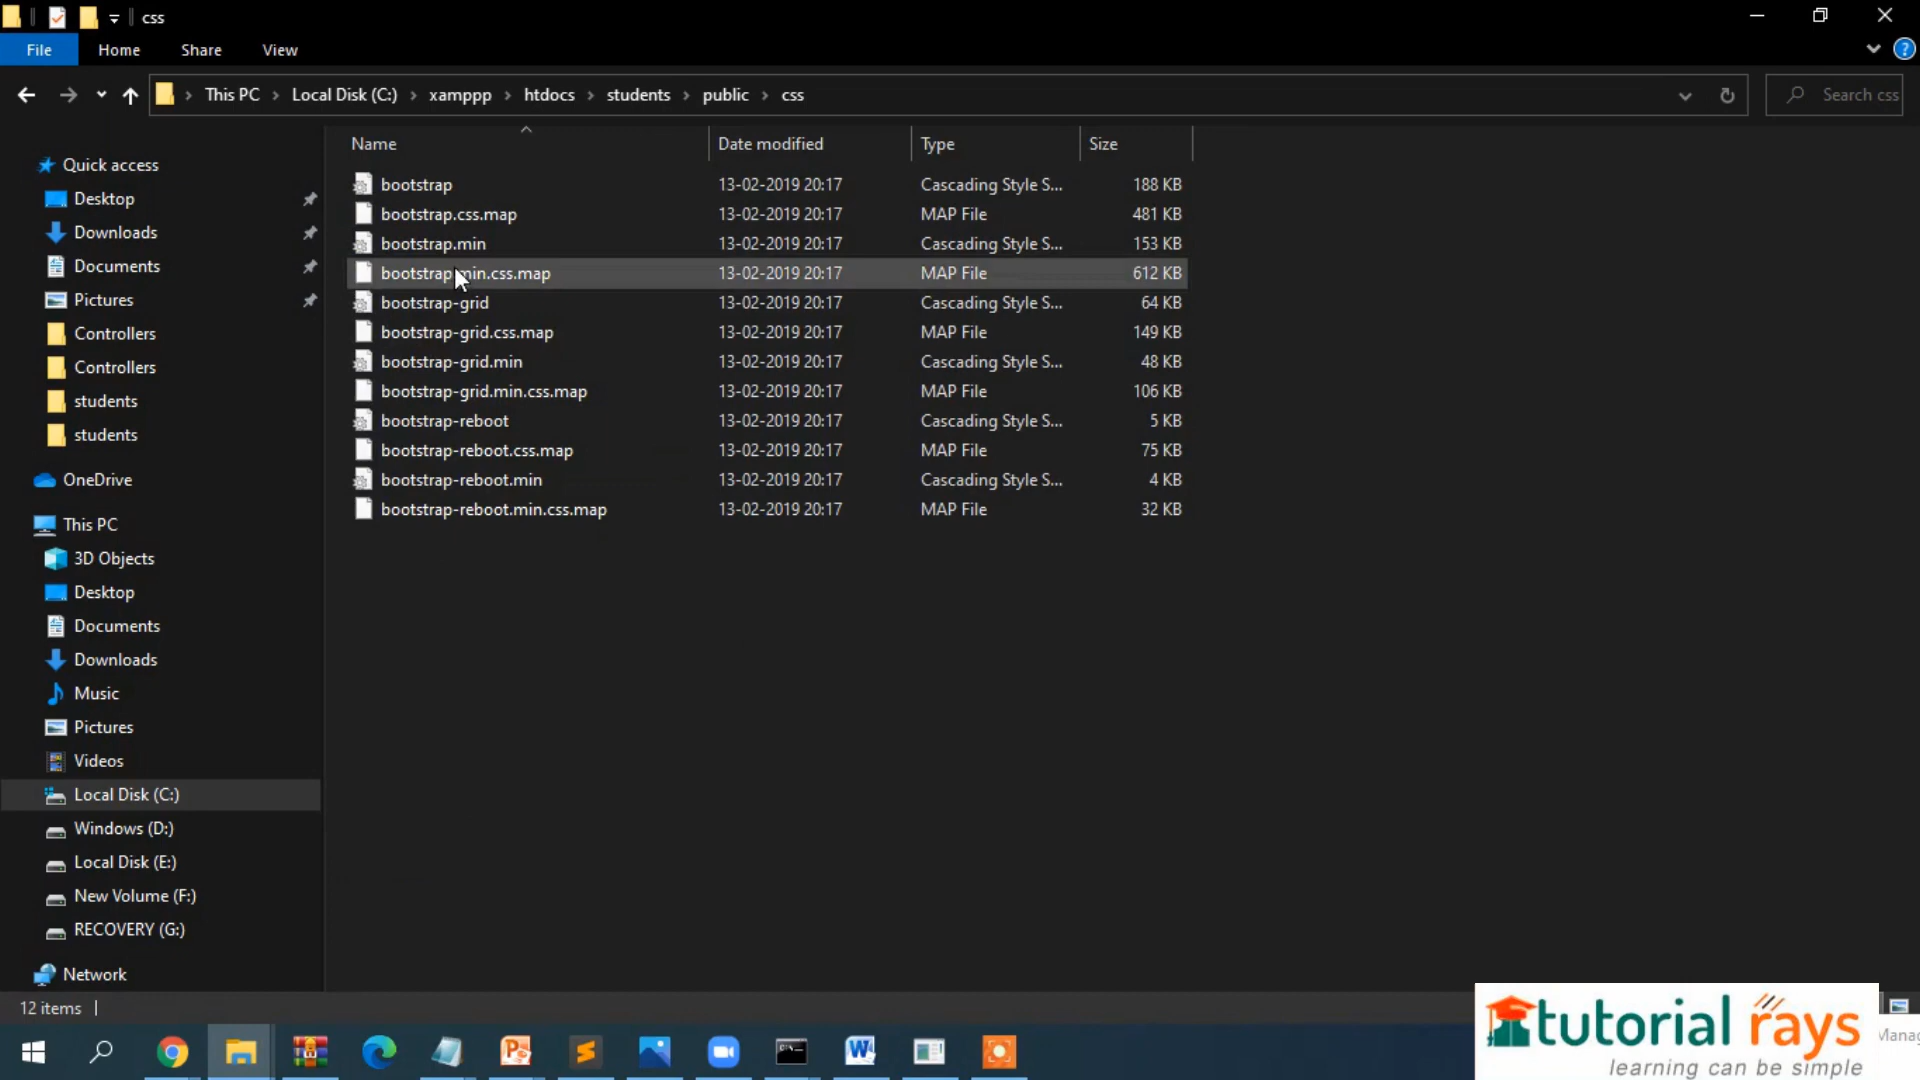 css
File Home Share View
This PC > Local Disk (C:) > xamppp > htdocs > students > public > css
Search css
Name Date modified Type Size
Quick access
Desktop
Downloads
Documents
Pictures
Controllers
Controllers
students
students
OneDrive
This PC
3D Objects
Desktop
Documents
Downloads
Music
Pictures
Videos
Local Disk (C:)
Windows (D:)
Local Disk (E:)
New Volume (F:)
RECOVERY (G:)
Network
bootstrap 13-02-2019 20:17 Cascading Style S... 188 KB
bootstrap.css.map 13-02-2019 20:17 MAP File 481 KB
bootstrap.min 13-02-2019 20:17 Cascading Style S... 153 KB
bootstrap.min.css.map 13-02-2019 20:17 MAP File 612 KB
bootstrap-grid 13-02-2019 20:17 Cascading Style S... 64 KB
bootstrap-grid.css.map 13-02-2019 20:17 MAP File 149 KB
bootstrap-grid.min 13-02-2019 20:17 Cascading Style S... 48 KB
bootstrap-grid.min.css.map 13-02-2019 20:17 MAP File 106 KB
bootstrap-reboot 13-02-2019 20:17 Cascading Style S... 5 KB
bootstrap-reboot.css.map 13-02-2019 20:17 MAP File 75 KB
bootstrap-reboot.min 13-02-2019 20:17 Cascading Style S... 4 KB
bootstrap-reboot.min.css.map 13-02-2019 20:17 MAP File 32 KB
12 items
tutorial rays
learning can be simple
Manag